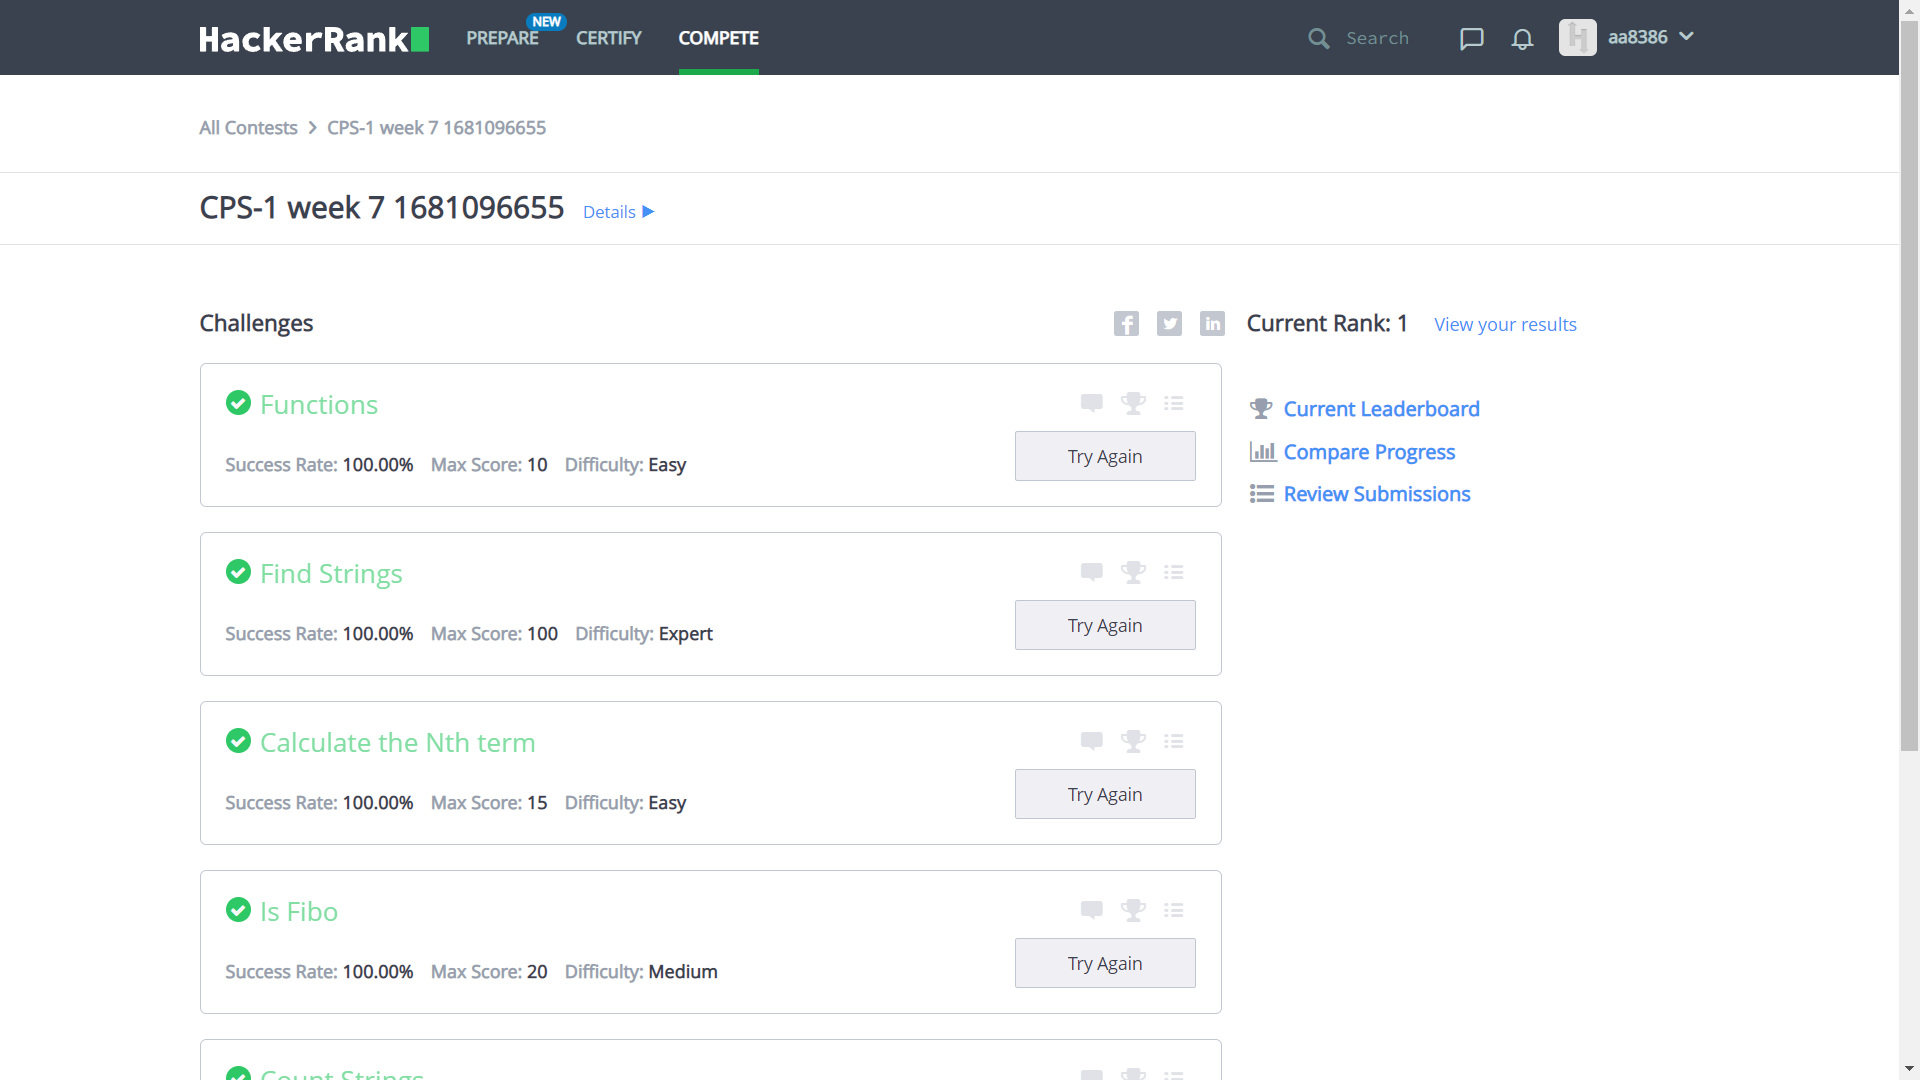 HackerRank PREPARE NEW CERTIFY COMPETE Search aa8386
All Contests CPS-1 week 7 1681096655
CPS-1 week 7 1681096655 Details
Challenges
Current Rank: 1 View your results
Functions
Success Rate: 100.00% Max Score: 10 Difficulty: Easy
Try Again
Current Leaderboard
Compare Progress
Review Submissions
Find Strings
Success Rate: 100.00% Max Score: 100 Difficulty: Expert
Try Again
Calculate the Nth term
Success Rate: 100.00% Max Score: 15 Difficulty: Easy
Try Again
Is Fibo
Success Rate: 100.00% Max Score: 20 Difficulty: Medium
Try Again
Count Strings